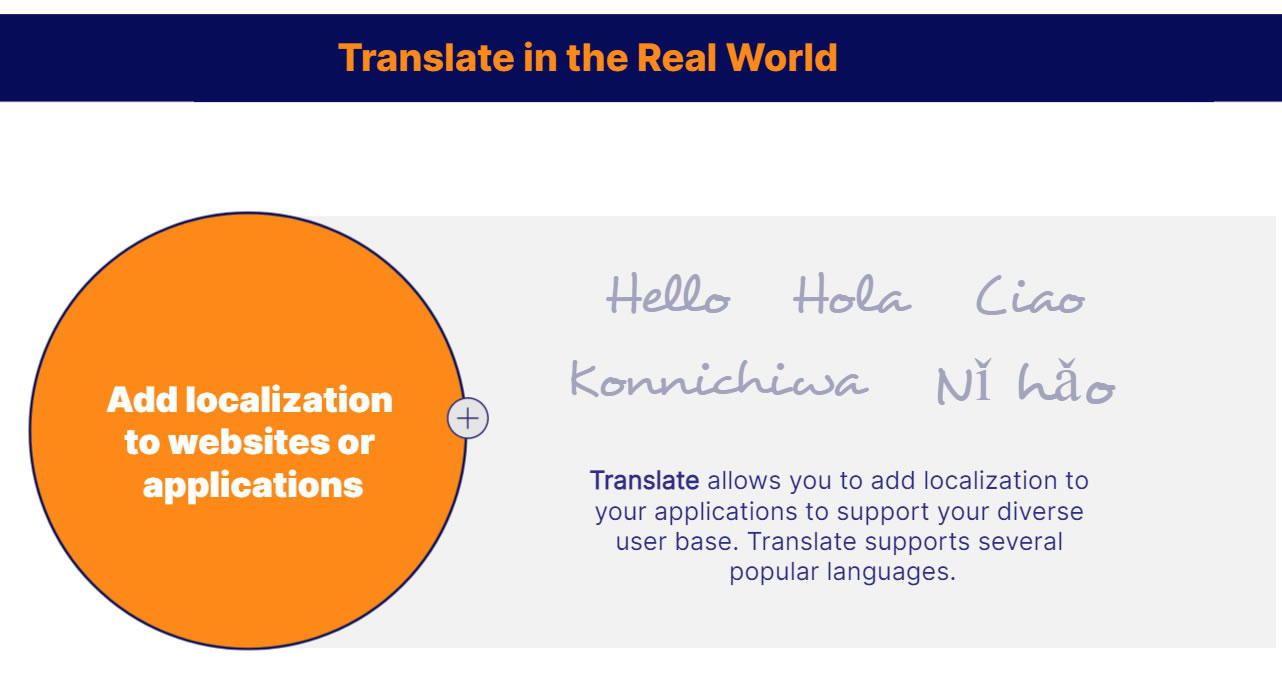 Translate in the Real World
Add localization
to websites or
applications
Hello Hola Ciao
Konnichiwa Nǐ hǎo
Translate allows you to add localization to
your applications to support your diverse
user base. Translate supports several
popular languages.